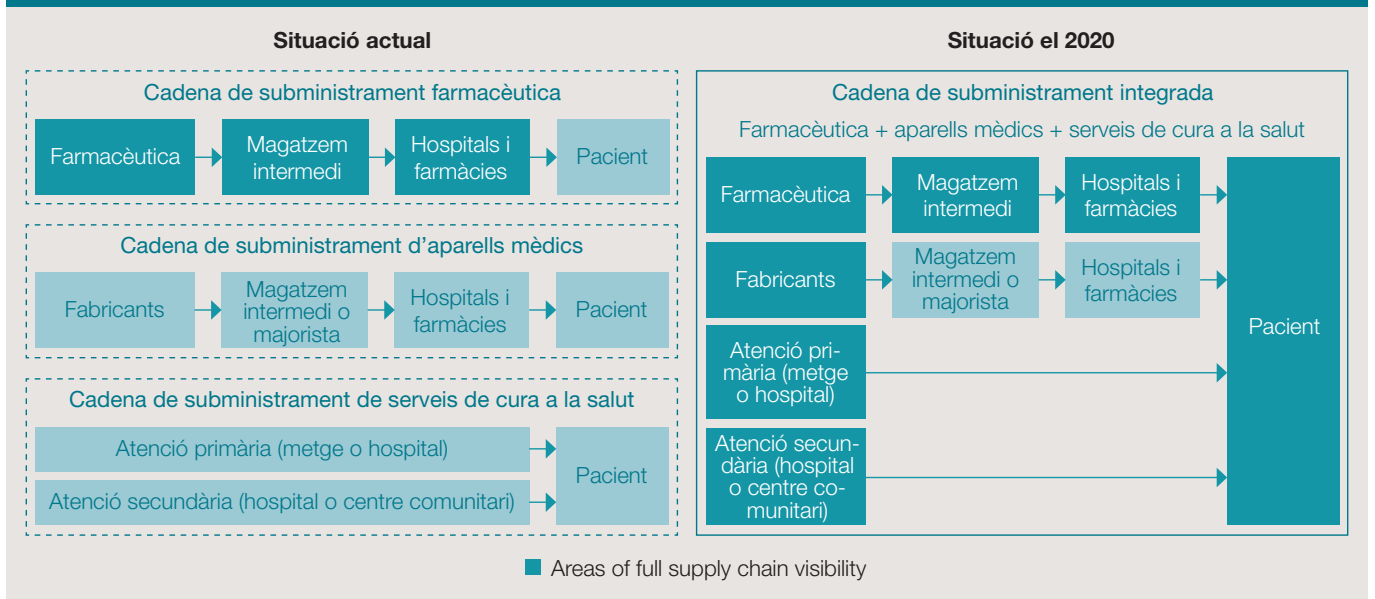 Situació actual
Cadena de subministrament farmacèutica
Farmacèutica
Magatzem
intermedi
Hospitals i
farmàcies
Pacient
Cadena de subministrament d'aparells mèdics
Fabricants
Magatzem
intermedi o
majorista
Hospitals i
farmàcies
Pacient
Cadena de subministrament de serveis de cura a la salut
Atenció primària (metge o hospital)
Atenció secundària (hospital o centre comunitari)
Pacient
Situació el 2020
Cadena de subministrament integrada
Farmacèutica + aparells mèdics + serveis de cura a la salut
Farmacèutica
Magatzem
intermedi
Hospitals i
farmàcies
Fabricants
Magatzem
intermedi o
majorista
Hospitals i
farmàcies
Atenció pri-
mària (metge
o hospital)
Atenció secun-
dària (hospital
o centre co-
munitari)
Pacient
Areas of full supply chain visibility